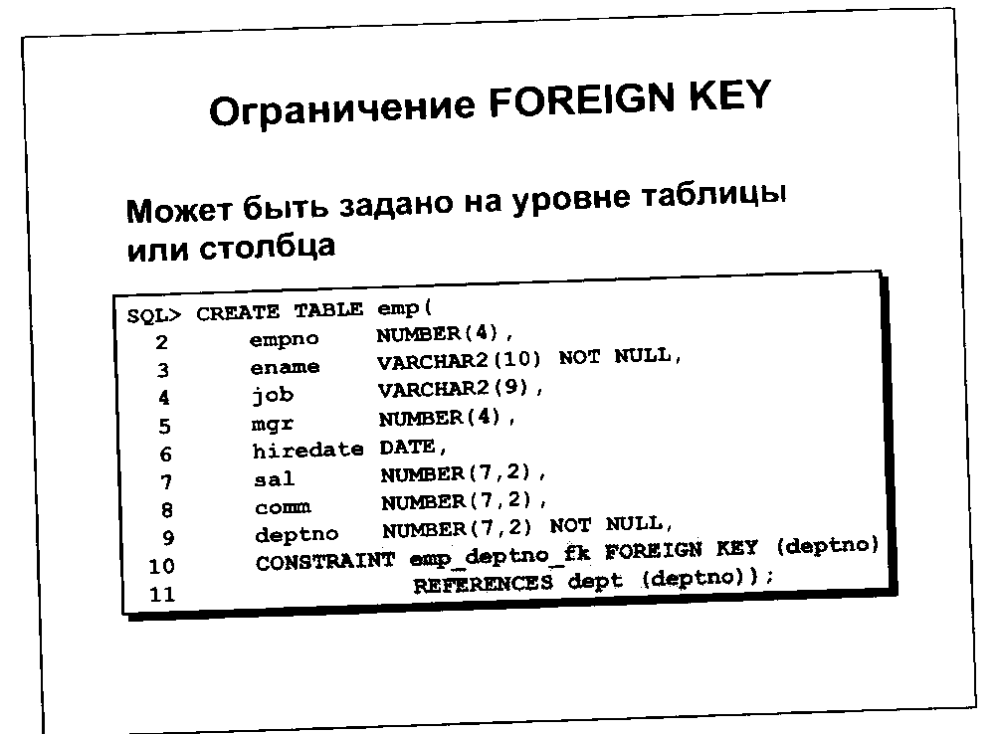 Ограничение FOREIGN KEY
Может быть задано на уровне таблицы
или столбца
SQL> CREATE TABLE emp(
2 empno NUMBER(4),
3 ename VARCHAR2(10) NOT NULL,
4 job VARCHAR2(9),
5 mgr NUMBER(4),
6 hiredate DATE,
7 sal NUMBER(7,2),
8 comm NUMBER(7,2),
9 deptno NUMBER(7,2) NOT NULL,
10 CONSTRAINT emp_deptno_fk FOREIGN KEY (deptno)
11 REFERENCES dept (deptno));